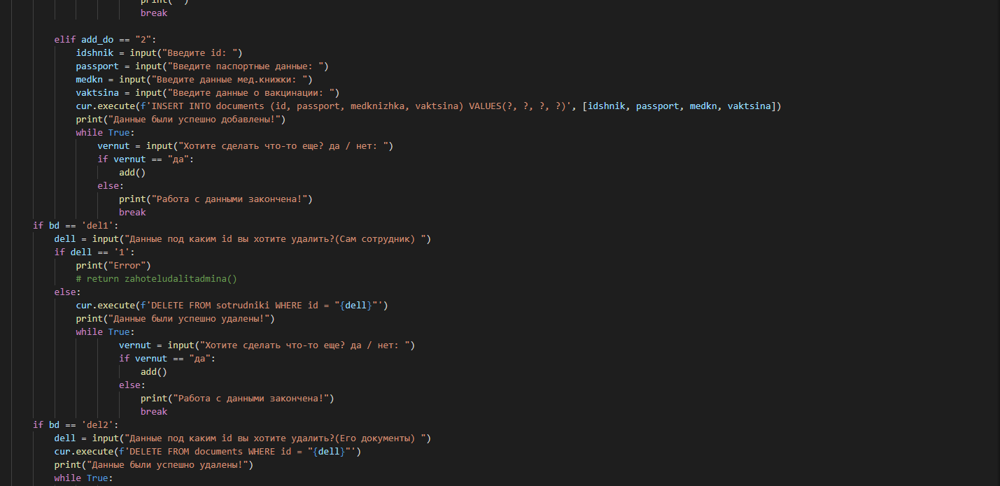 print(" ")
break
elif add_do == "2":
idshnik = input("Введите id: ")
passport = input("Введите паспортные данные: ")
medkn = input("Введите данные мед.книжки: ")
vaktsina = input("Введите данные о вакцинации: ")
cur.execute(f'INSERT INTO documents (id, passport, medknizhka, vaktsina) VALUES(?, ?, ?, ?)', [idshnik, passport, medkn, vaktsina])
print("Данные были успешно добавлены!")
while True:
vernut = input("Хотите сделать что-то еще? да / нет: ")
if vernut == "да":
add()
else:
print("Работа с данными закончена!")
break
if bd == 'del1':
dell = input("Данные под каким id вы хотите удалить?(Сам сотрудник) ")
if dell == '1':
print("Error")
# return zahoteludalitadmina()
else:
cur.execute(f'DELETE FROM sotrudniki WHERE id = "{dell}"')
print("Данные были успешно удалены!")
while True:
vernut = input("Хотите сделать что-то еще? да / нет: ")
if vernut == "да":
add()
else:
print("Работа с данными закончена!")
break
if bd == 'del2':
dell = input("Данные под каким id вы хотите удалить?(Его документы) ")
cur.execute(f'DELETE FROM documents WHERE id = "{dell}"')
print("Данные были успешно удалены!")
while True: